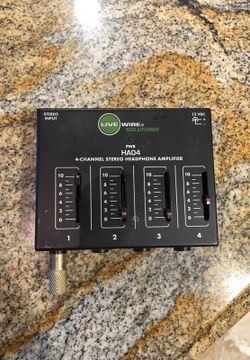 STEREO
INPUT
LIVE WIRE
SOLUTIONS
12 VDC
PWR
HA04
4-CHANNEL STEREO HEADPHONE AMPLIFIER
10 10 10 10
8 8 8 8
6 6 6 6
4 4 4 4
2 2 2 2
0 0 0 0
1 2 3 4